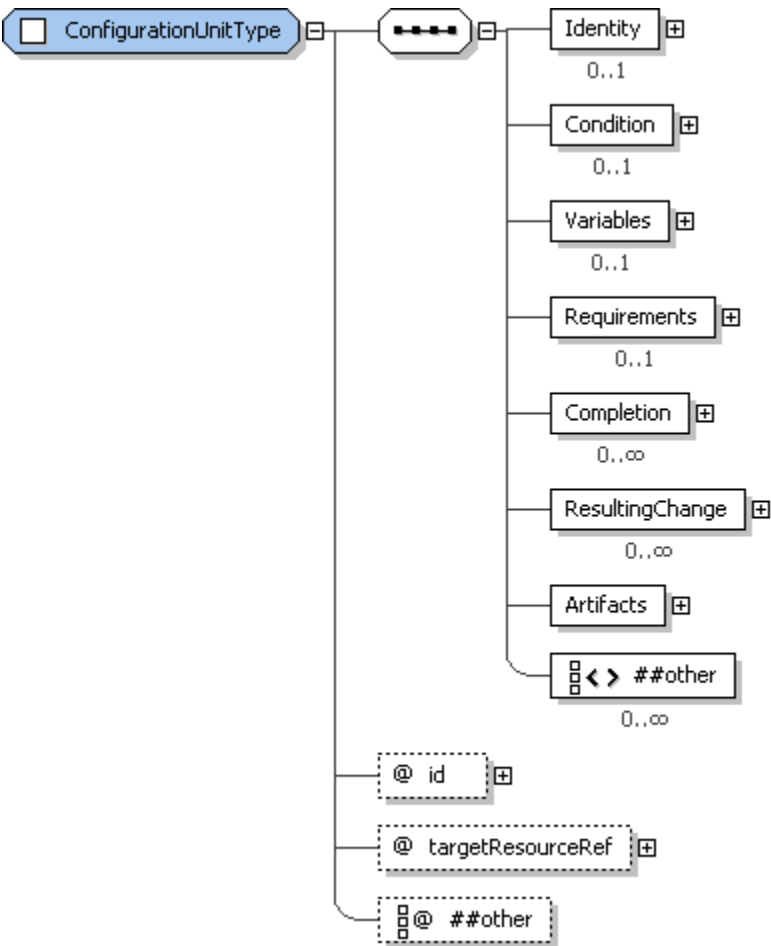 ConfigurationUnitType
Identity
0..1
Condition
0..1
Variables
0..1
Requirements
0..1
Completion
0..∞
ResultingChange
0..∞
Artifacts
<> ##other
0..∞
@ id
@ targetResourceRef
@ ##other